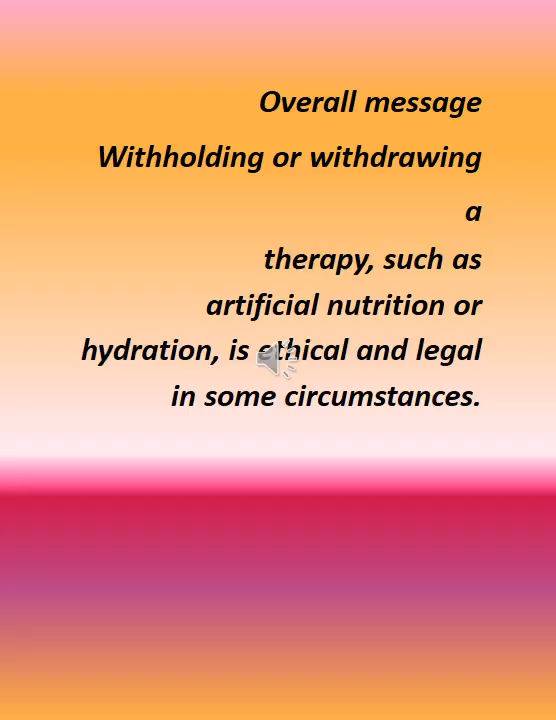 Overall message
Withholding or withdrawing
a
therapy, such as
artificial nutrition or
hydration, is ethical and legal
in some circumstances.